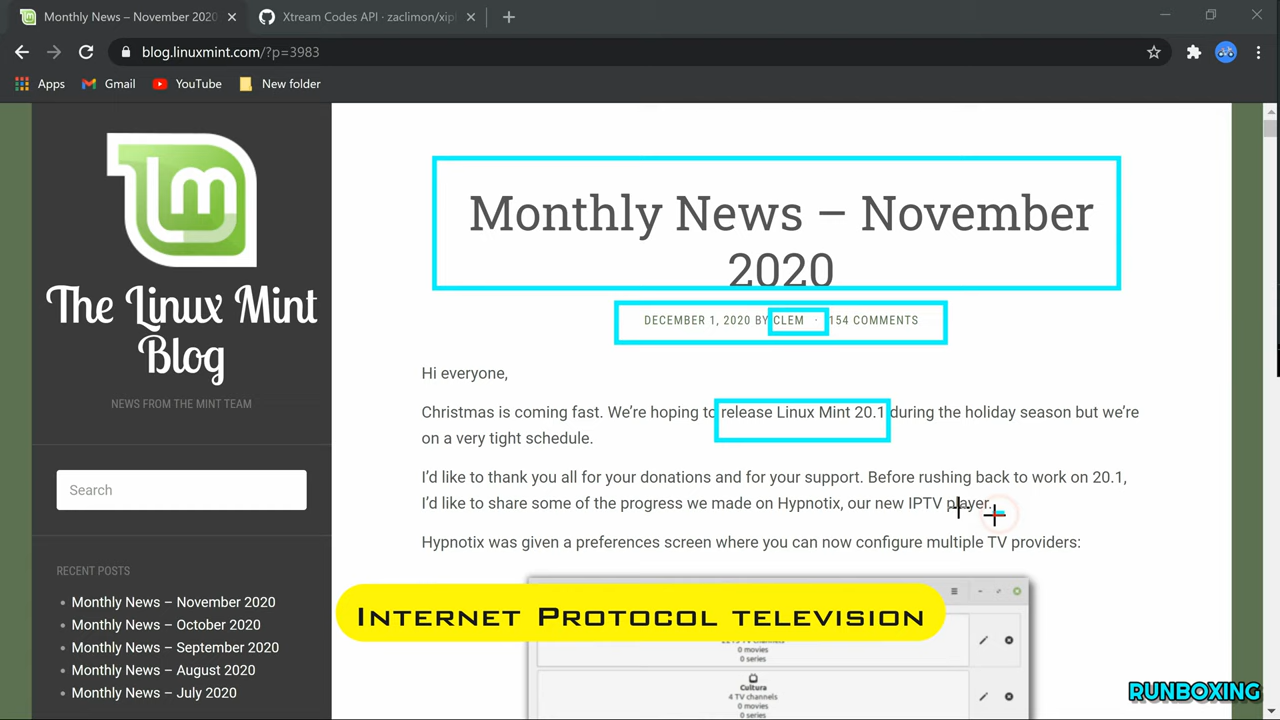 Monthly News – November 2020
Xtream Codes API · zaclimon/xipl
blog.linuxmint.com/?p=3983
Apps
Gmail
YouTube
New folder
lm
The Linux Mint
Blog
NEWS FROM THE MINT TEAM
Search
RECENT POSTS
Monthly News – November 2020
Monthly News – October 2020
Monthly News – September 2020
Monthly News – August 2020
Monthly News – July 2020
Monthly News – November
2020
DECEMBER 1, 2020 BY CLEM · 154 COMMENTS
Hi everyone,
Christmas is coming fast. We’re hoping to release Linux Mint 20.1 during the holiday season but we’re
on a very tight schedule.
I’d like to thank you all for your donations and for your support. Before rushing back to work on 20.1,
I’d like to share some of the progress we made on Hypnotix, our new IPTV player.
Hypnotix was given a preferences screen where you can now configure multiple TV providers:
Internet Protocol television
0 movies
0 series
Cultura
4 TV channels
0 movies
0 series
RUNBOXING